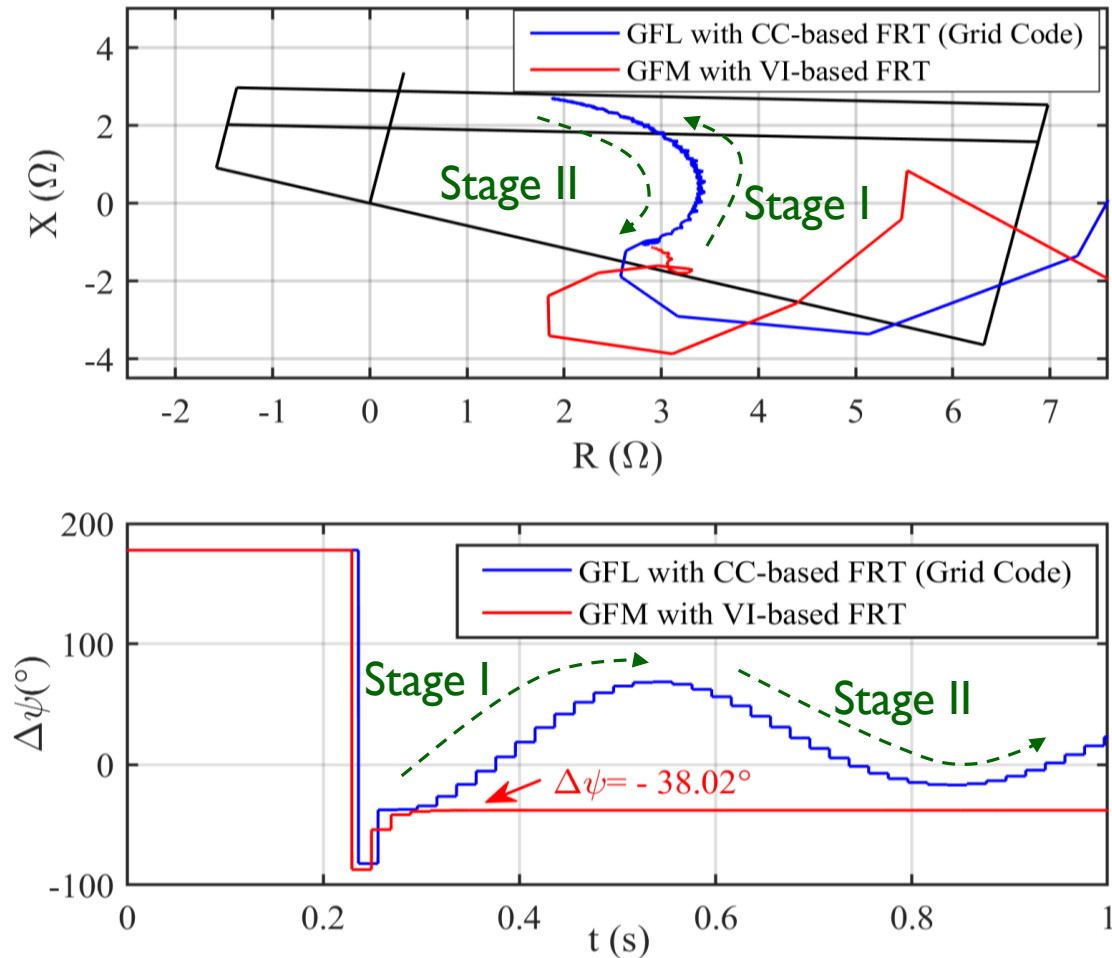 GFL with CC-based FRT (Grid Code)
GFM with VI-based FRT
4
2
0
-2
-4
X (Ω)
Stage II
Stage I
-2 -1 0 1 2 3 4 5 6 7
R (Ω)
200
100
0
-100
Δψ(°)
GFL with CC-based FRT (Grid Code)
GFM with VI-based FRT
Stage I
Stage II
Δψ= - 38.02°
0 0.2 0.4 0.6 0.8 1
t (s)